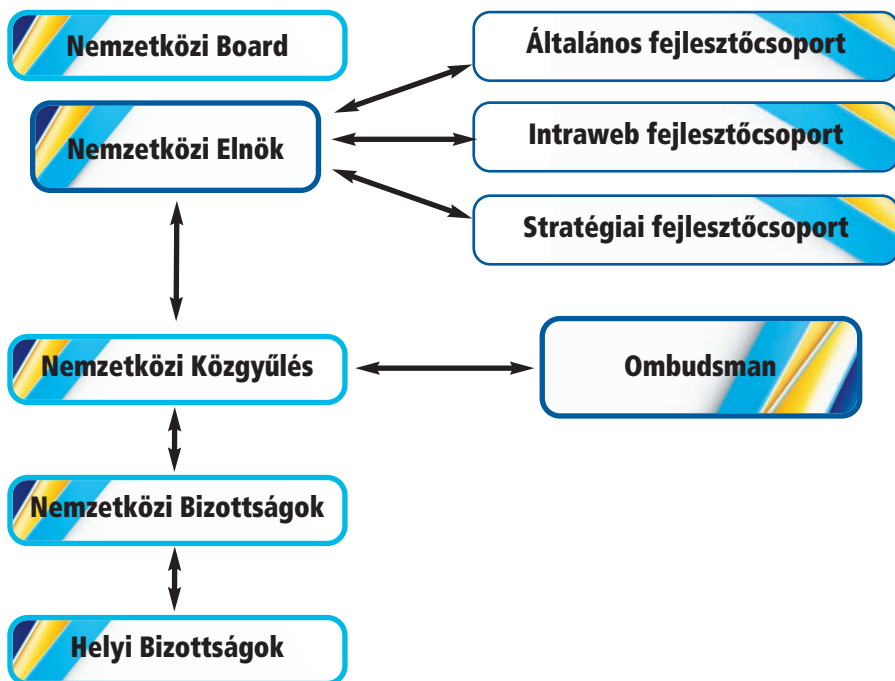 Nemzetközi Board
Általános fejlesztőcsoport
Nemzetközi Elnök
Intraweb fejlesztőcsoport
Stratégiai fejlesztőcsoport
Nemzetközi Közgyűlés
Ombudsman
Nemzetközi Bizottságok
Helyi Bizottságok